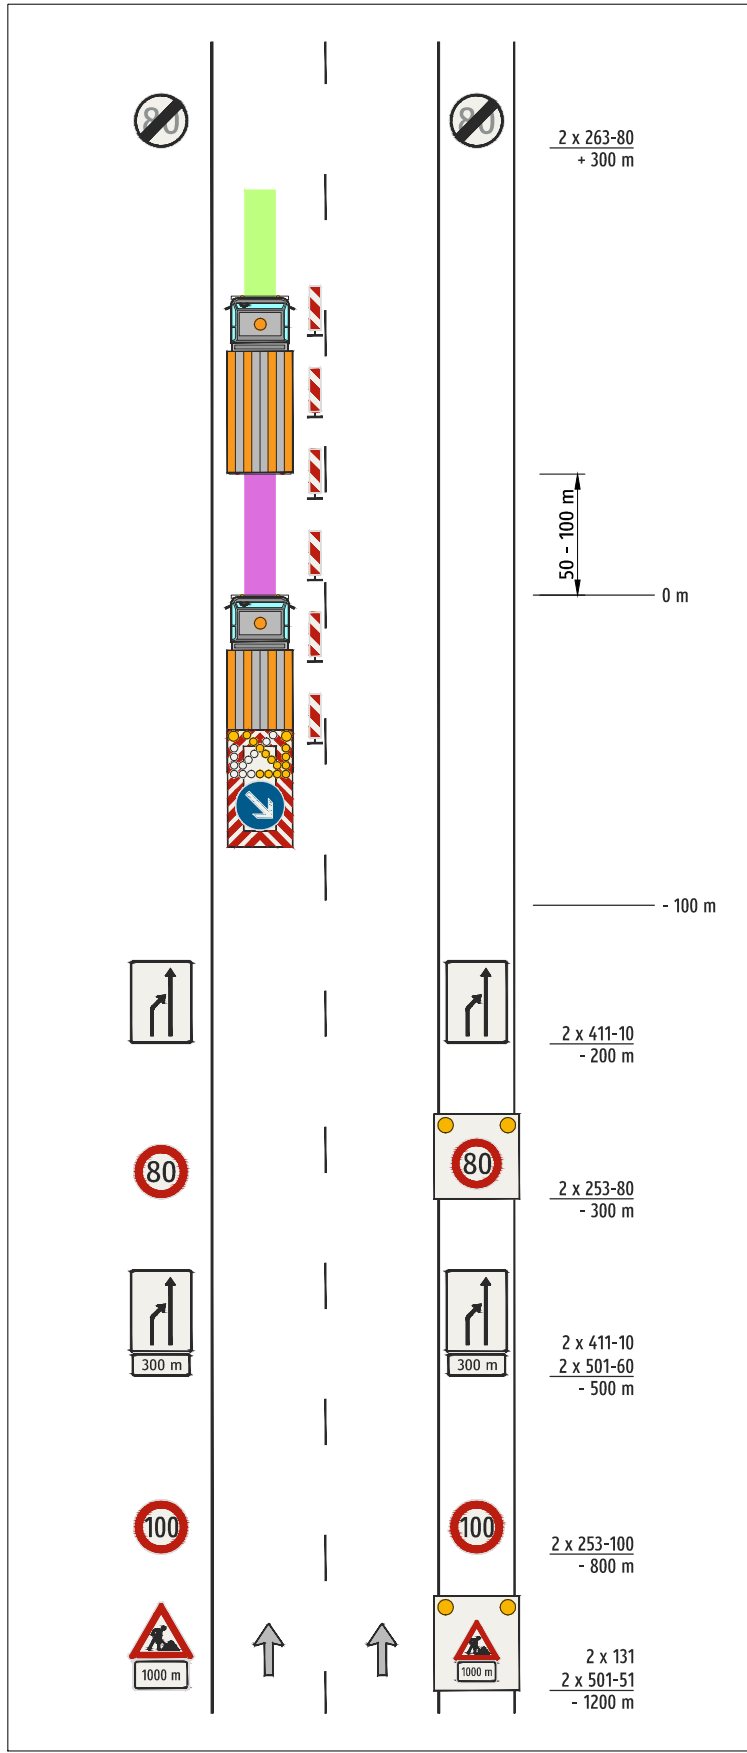 80
80
2 x 263-80
+ 300 m
50 - 100 m
0 m
- 100 m
2 x 411-10
- 200 m
80
80
2 x 253-80
- 300 m
300 m
300 m
2 x 411-10
2 x 501-60
- 500 m
100
100
2 x 253-100
- 800 m
1000 m
1000 m
2 x 131
2 x 501-51
- 1200 m